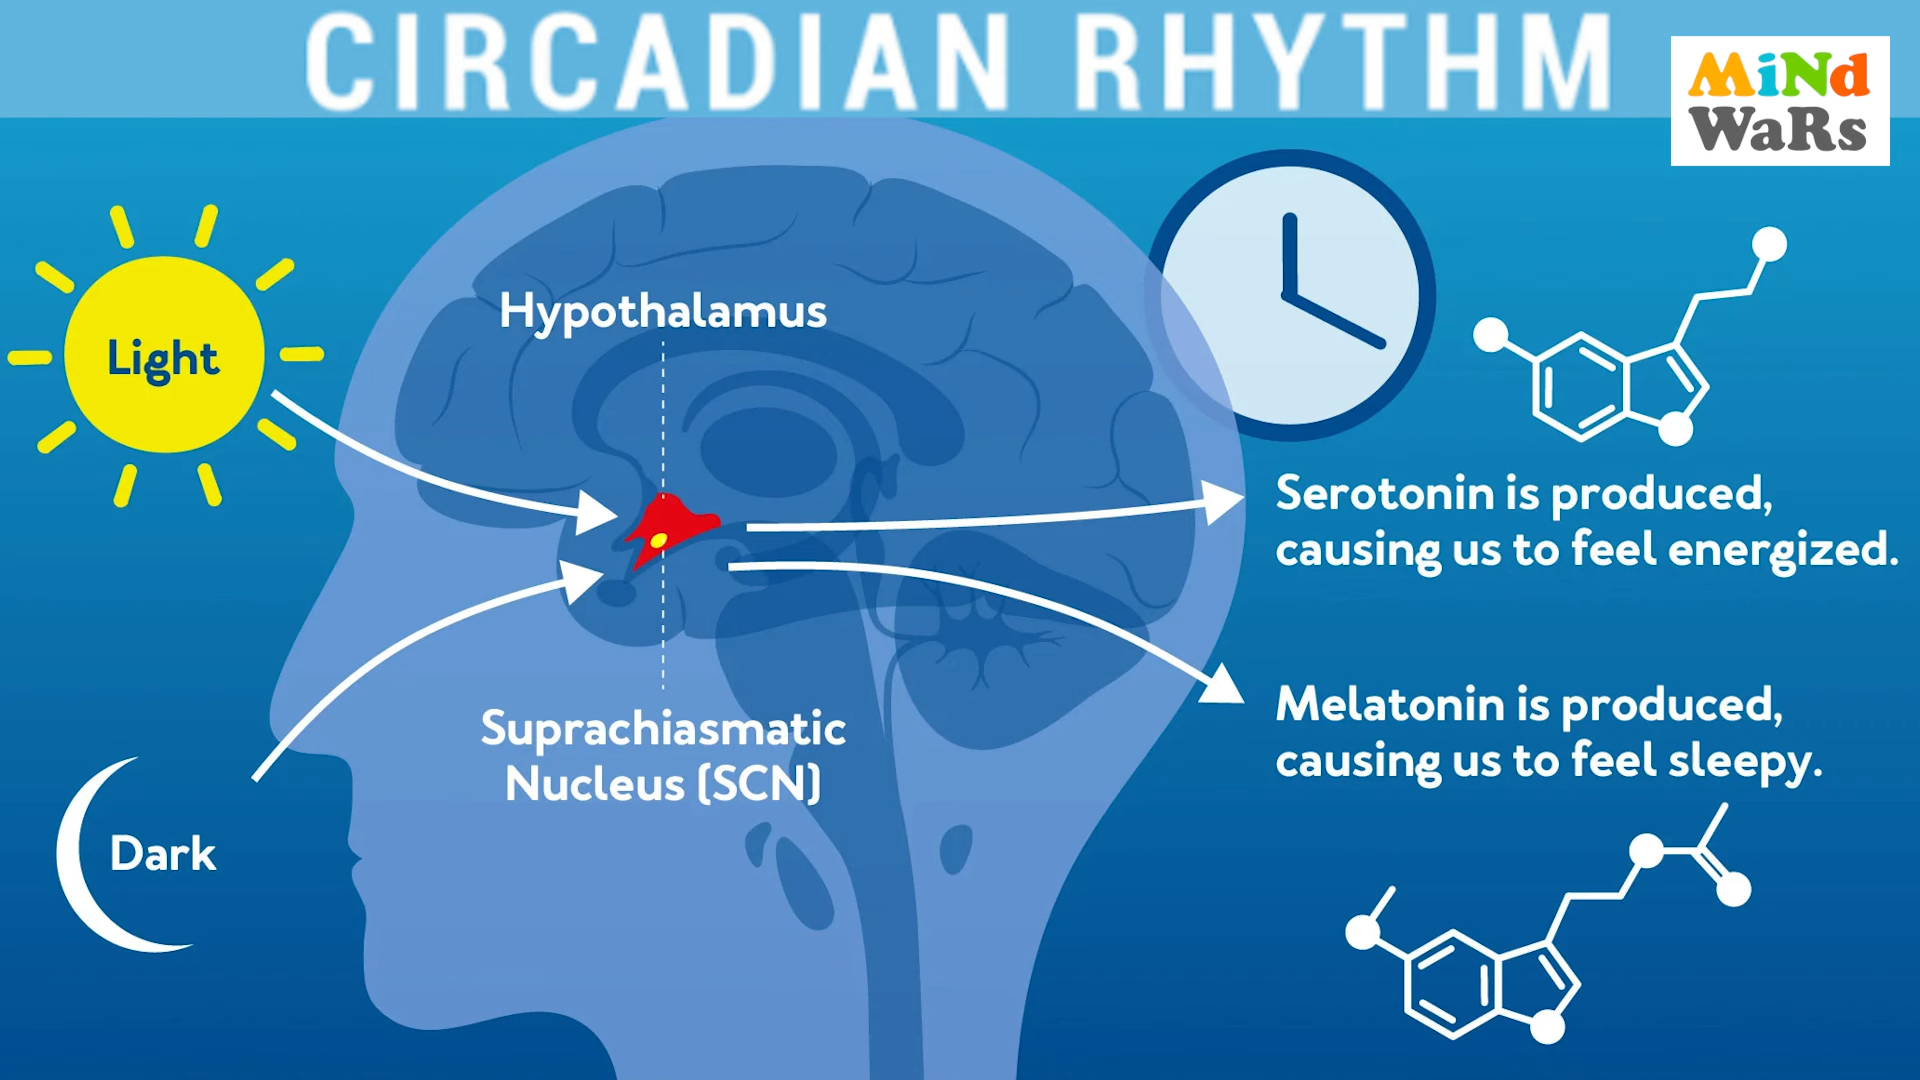 CIRCADIAN RHYTHM
MiNd
WaRs
Light
Hypothalamus
Serotonin is produced,
causing us to feel energized.
Suprachiasmatic
Nucleus (SCN)
Melatonin is produced,
causing us to feel sleepy.
Dark